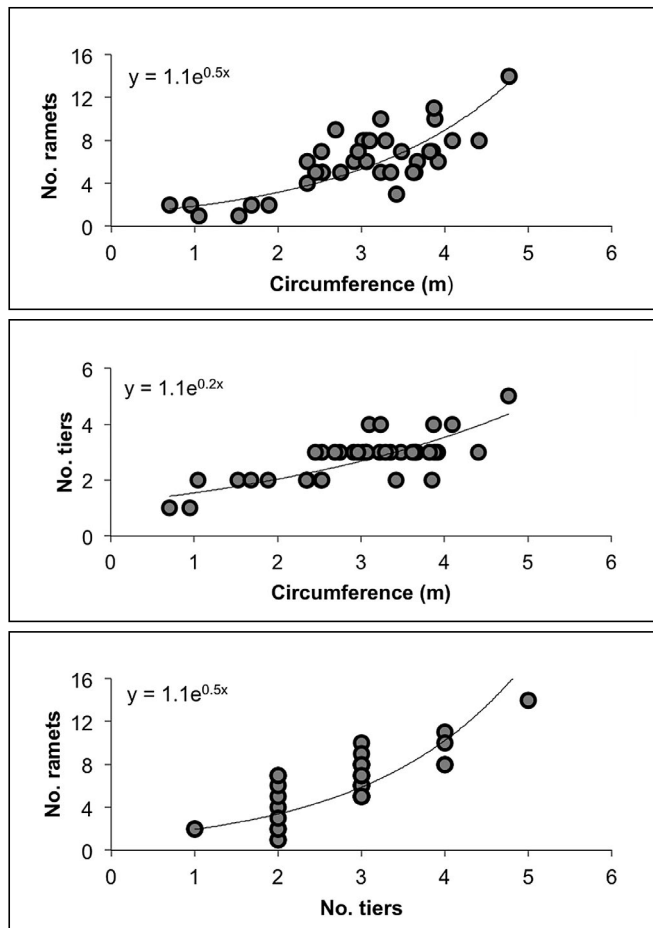 16
y = 1.1e^0.5x
12
8
4
0
No. ramets
0 1 2 3 4 5 6
Circumference (m)
6
y = 1.1e^0.2x
4
2
0
No. tiers
0 1 2 3 4 5 6
Circumference (m)
16
y = 1.1e^0.5x
12
8
4
0
No. ramets
0 1 2 3 4 5 6
No. tiers